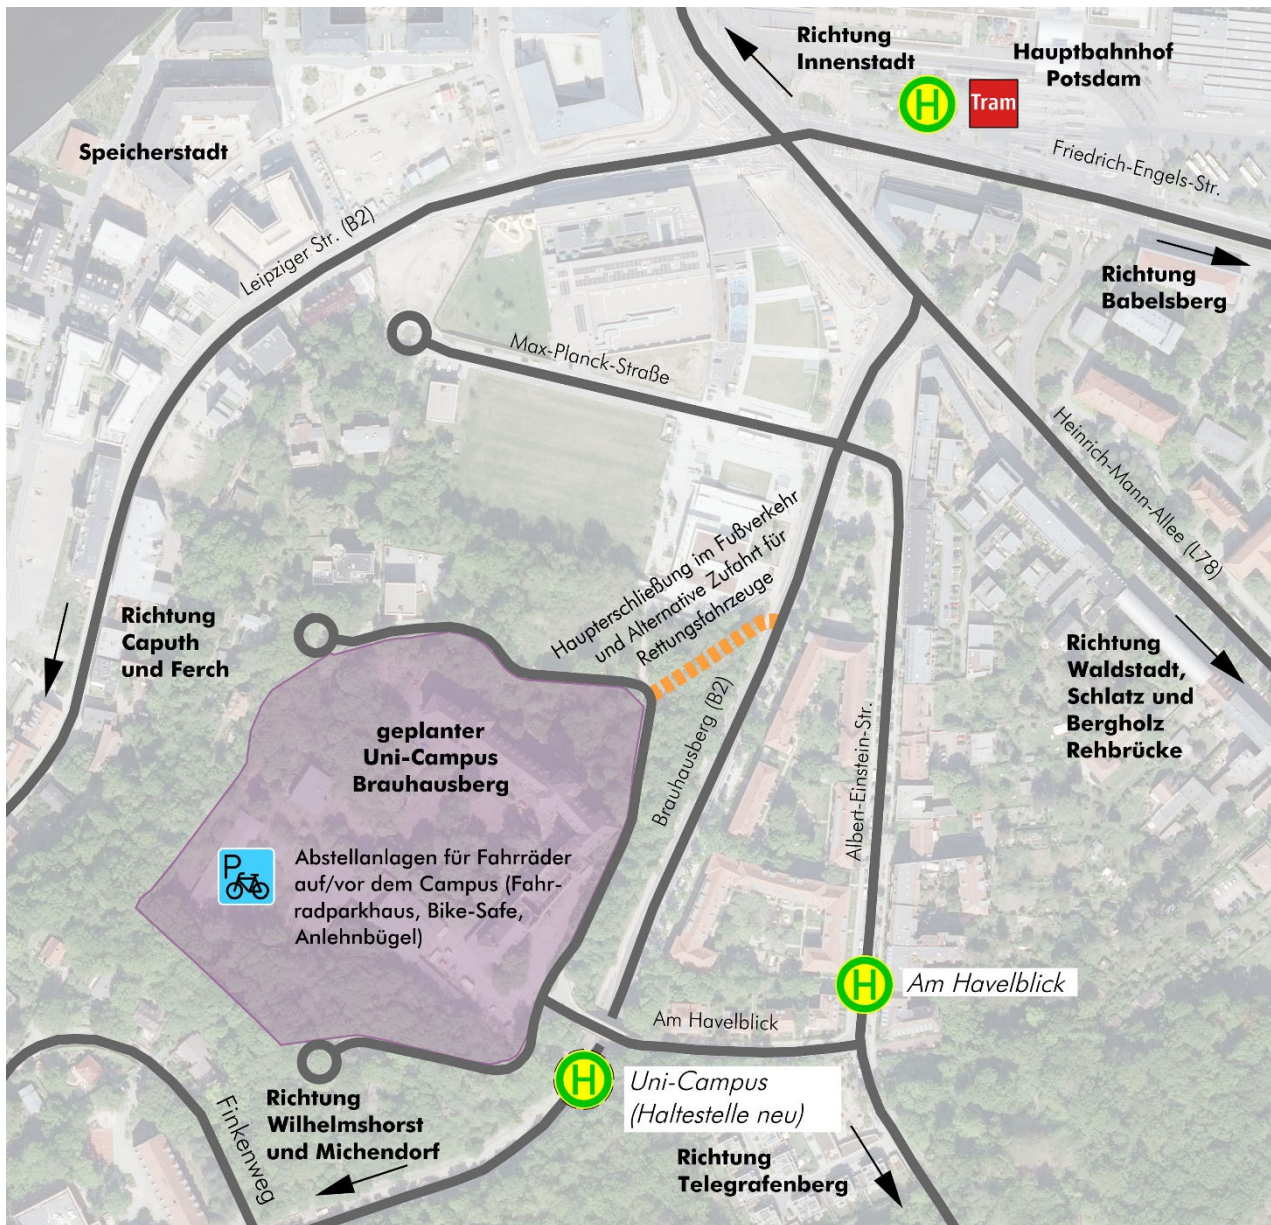 Richtung
Innenstadt
Hauptbahnhof
Potsdam
H
Tram
Speicherstadt
Friedrich-Engels-Str.
Leipziger Str. (B2)
Richtung
Babelsberg
Max-Planck-Straße
Heinrich-Mann-Allee (L78)
Haupterschließung im Fußverkehr
und Alternative Zufahrt für
Rettungsfahrzeuge
Richtung
Caputh
und Ferch
Richtung
Waldstadt,
Schlatz und
Bergholz
Rehbrücke
Brauhausberg (B2)
Albert-Einstein-Str.
geplanter
Uni-Campus
Brauhausberg
P
Abstellanlagen für Fahrräder
auf/vor dem Campus (Fahr-
radparkhaus, Bike-Safe,
Anlehnbügel)
H
Am Havelblick
Am Havelblick
H
Uni-Campus
(Haltestelle neu)
Finkenweg
Richtung
Wilhelmshorst
und Michendorf
Richtung
Telegrafenberg